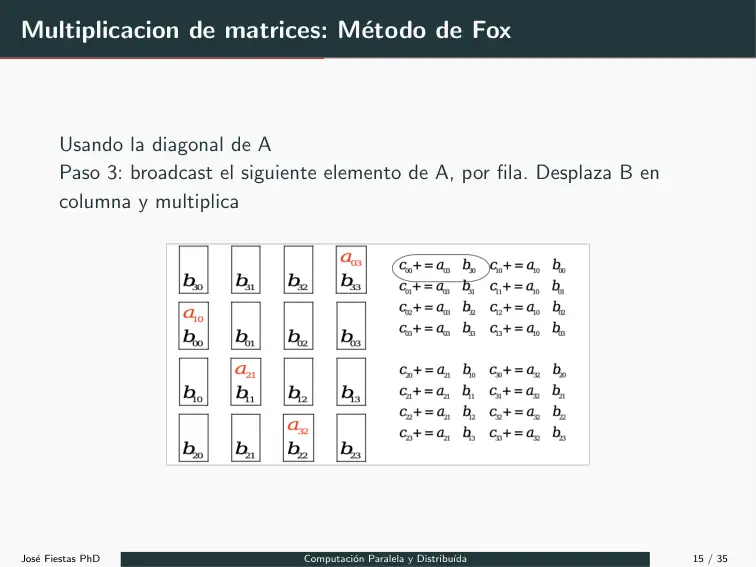 Multiplicacion de matrices: Método de Fox
Usando la diagonal de A
Paso 3: broadcast el siguiente elemento de A, por fila. Desplaza B en
columna y multiplica
a03
b30 b31 b32 b33
a10
b00 b01 b02 b03
a21
b10 b11 b12 b13
a32
b20 b21 b22 b23
c00+=a03 b30 c10+=a10 b00
c01+=a03 b31 c11+=a10 b01
c02+=a03 b32 c12+=a10 b02
c03+=a03 b33 c13+=a10 b03
c20+=a21 b10 c30+=a32 b20
c21+=a21 b11 c31+=a32 b21
c22+=a21 b12 c32+=a32 b22
c23+=a21 b13 c33+=a32 b23
José Fiestas PhD Computación Paralela y Distribuída 15 / 35